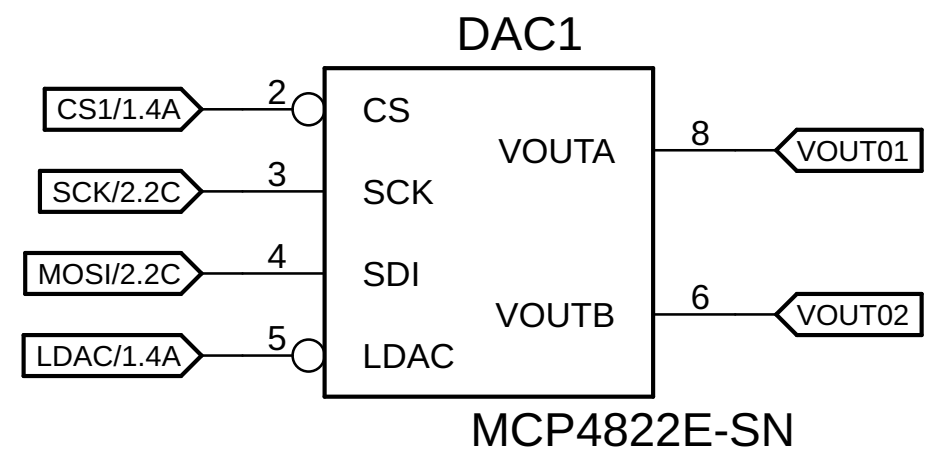 DAC1
CS1/1.4A 2 CS
VOUTA 8 VOUT01
SCK/2.2C 3 SCK
MOSI/2.2C 4 SDI
VOUTB 6 VOUT02
LDAC/1.4A 5 LDAC
MCP4822E-SN